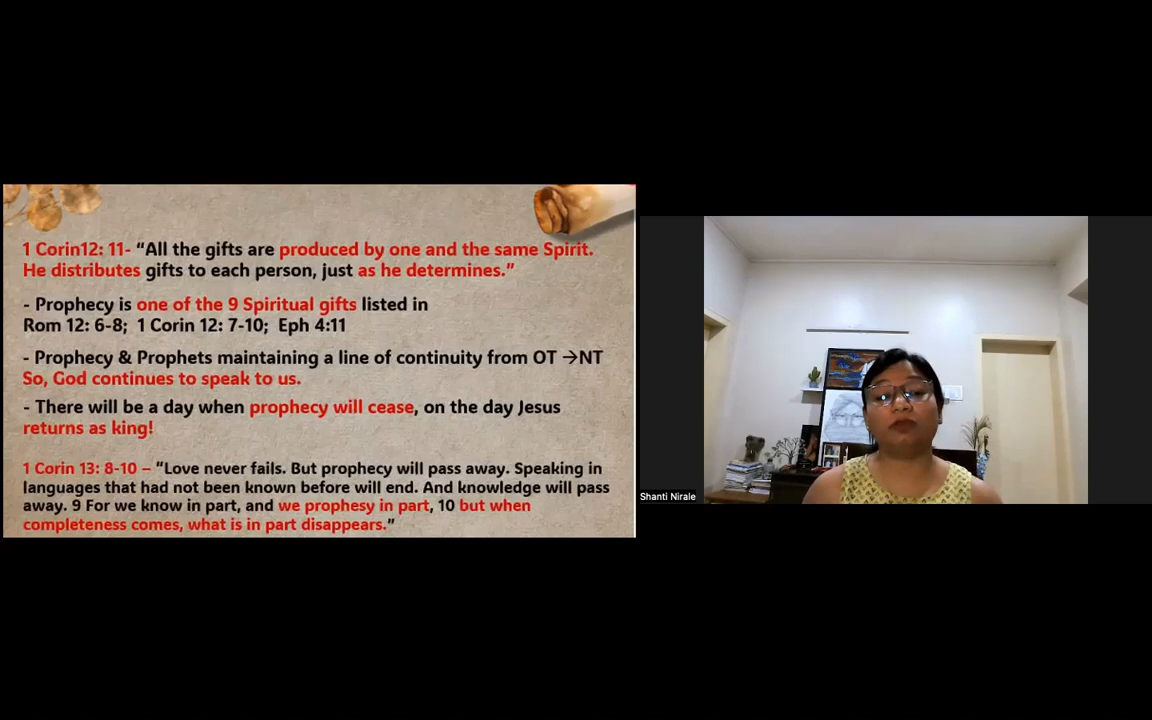 1 Corin12: 11- “All the gifts are produced by one and the same Spirit.
He distributes gifts to each person, just as he determines.”
- Prophecy is one of the 9 Spiritual gifts listed in
Rom 12: 6-8; 1 Corin 12: 7-10; Eph 4:11
- Prophecy & Prophets maintaining a line of continuity from OT →NT
So, God continues to speak to us.
- There will be a day when prophecy will cease, on the day Jesus
returns as king!
1 Corin 13: 8-10 – “Love never fails. But prophecy will pass away. Speaking in
languages that had not been known before will end. And knowledge will pass
away. 9 For we know in part, and we prophesy in part, 10 but when
completeness comes, what is in part disappears.”
Shanti Nirale